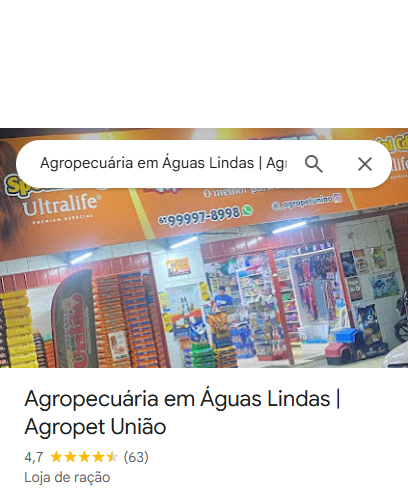 Agropecuária em Águas Lindas | Agr
Ultralife®
PREMIUM ESPECIAL
O melhor para
61 99997-8998
@agropetuniao
Agropecuária em Águas Lindas |
Agropet União
4,7 (63)
Loja de ração